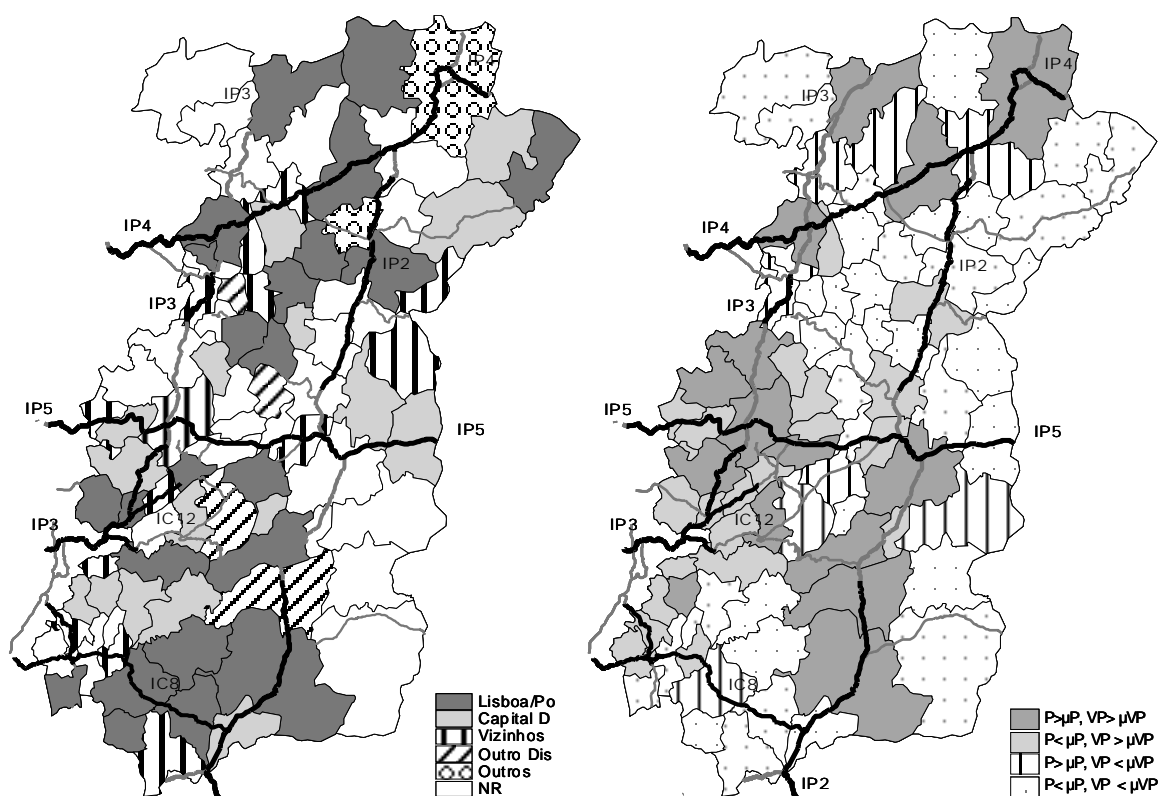 IP4
IP3
IP4
IP2
IP3
IP5
IP5
IP3
IC12
IC8
Lisboa/Po
Capital D
Vizinhos
Outro Dis
Outros
NR
IP4
IP3
IP4
IP2
IP3
IP5
IP5
IP3
IC12
IC8
IP2
P>µP, VP> µVP
P< µP, VP > µVP
P> µP, VP < µVP
P< µP, VP < µVP